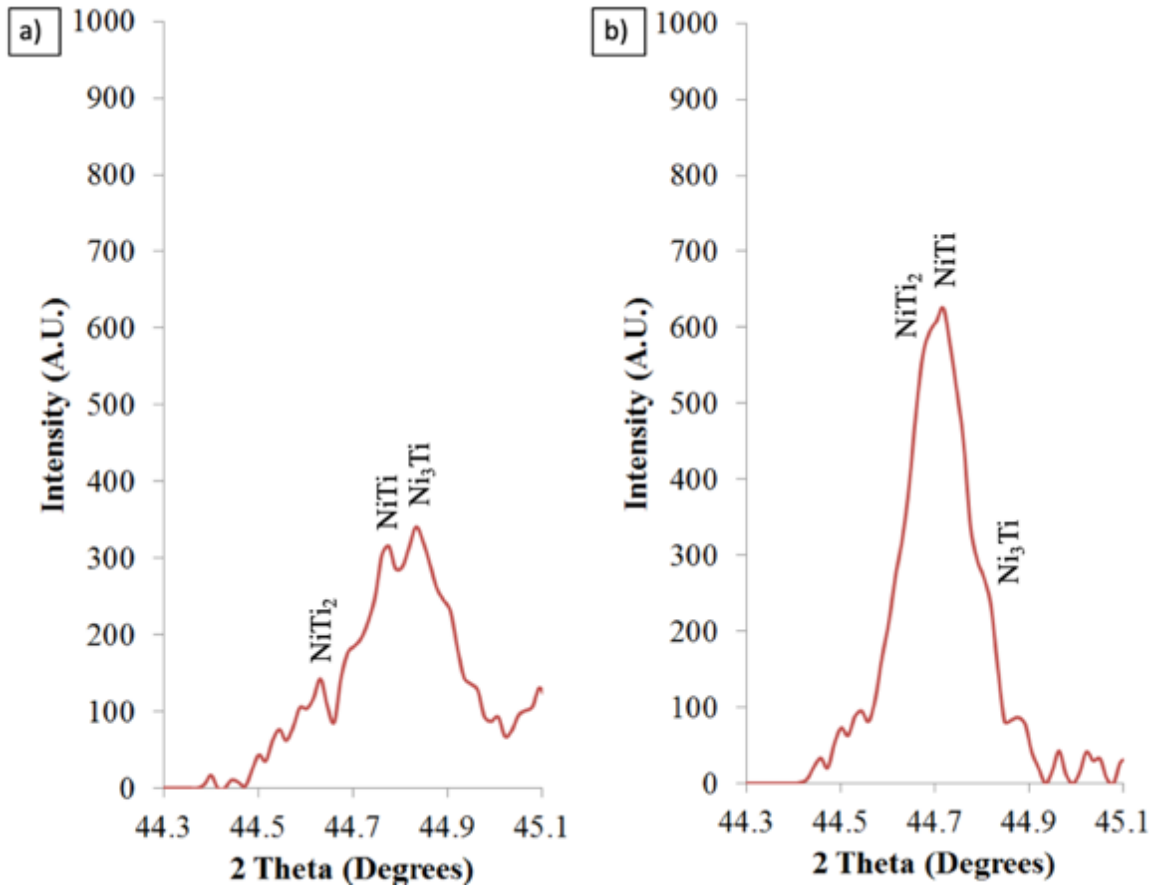 a)
1000
900
800
700
600
500
400
300
200
100
0
Intensity (A.U.)
NiTi₂
NiTi
Ni₃Ti
44.3 44.5 44.7 44.9 45.1
2 Theta (Degrees)
b)
1000
900
800
700
600
500
400
300
200
100
0
Intensity (A.U.)
NiTi₂
NiTi
Ni₃Ti
44.3 44.5 44.7 44.9 45.1
2 Theta (Degrees)